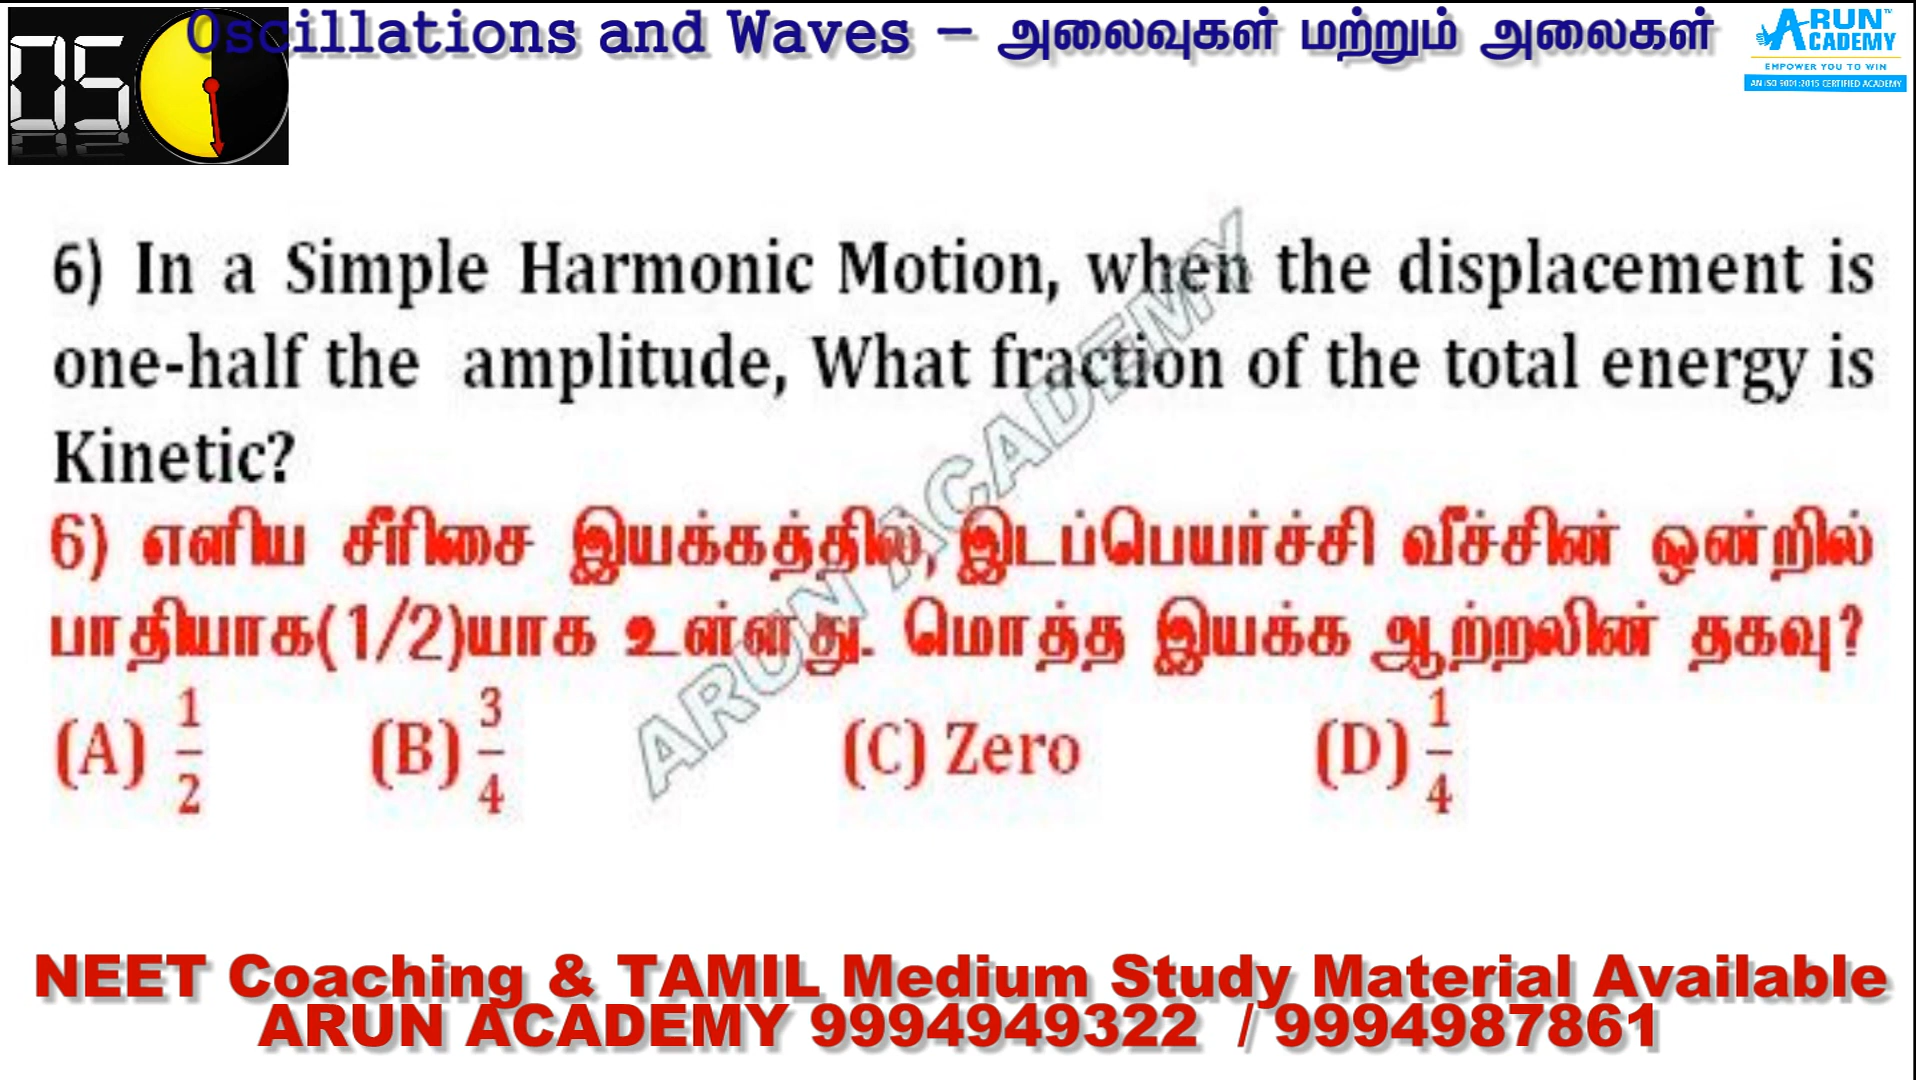 05
Oscillations and Waves – அலைவுகள் மற்றும் அலைகள்
ARUN™
ACADEMY
EMPOWER YOU TO WIN
AN ISO 9001:2015 CERTIFIED ACADEMY
6) In a Simple Harmonic Motion, when the displacement is
one-half the amplitude, What fraction of the total energy is
Kinetic?
6) எளிய சீரிசை இயக்கத்தில், இடப்பெயர்ச்சி வீச்சின் ஒன்றில்
பாதியாக(1/2)யாக உள்ளது. மொத்த இயக்க ஆற்றலின் தகவு?
(A) 1/2 (B) 3/4 (C) Zero (D) 1/4
ARUN ACADEMY
NEET Coaching & TAMIL Medium Study Material Available
ARUN ACADEMY 9994949322 / 9994987861